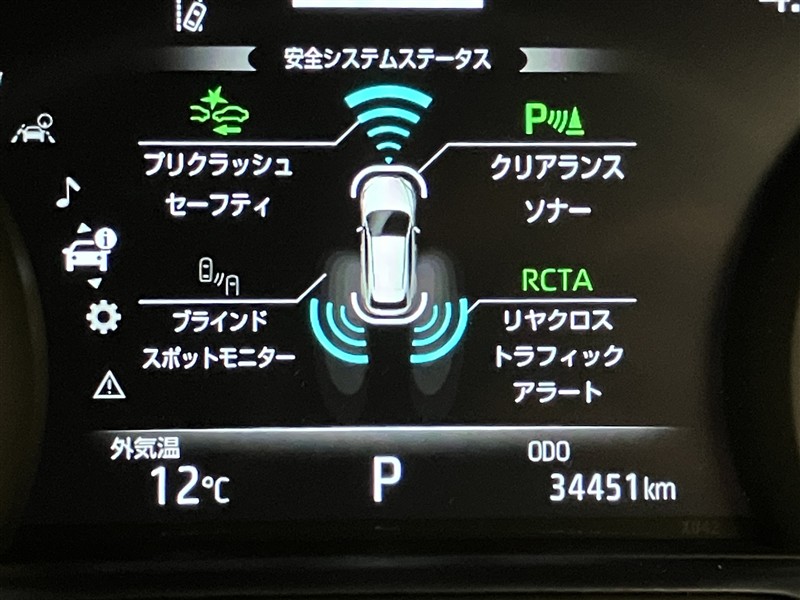 安全システムステータス
プリクラッシュ
セーフティ
P
クリアランス
ソナー
ブラインド
スポットモニター
RCTA
リヤクロス
トラフィック
アラート
外気温
12℃
P
ODO
34451km